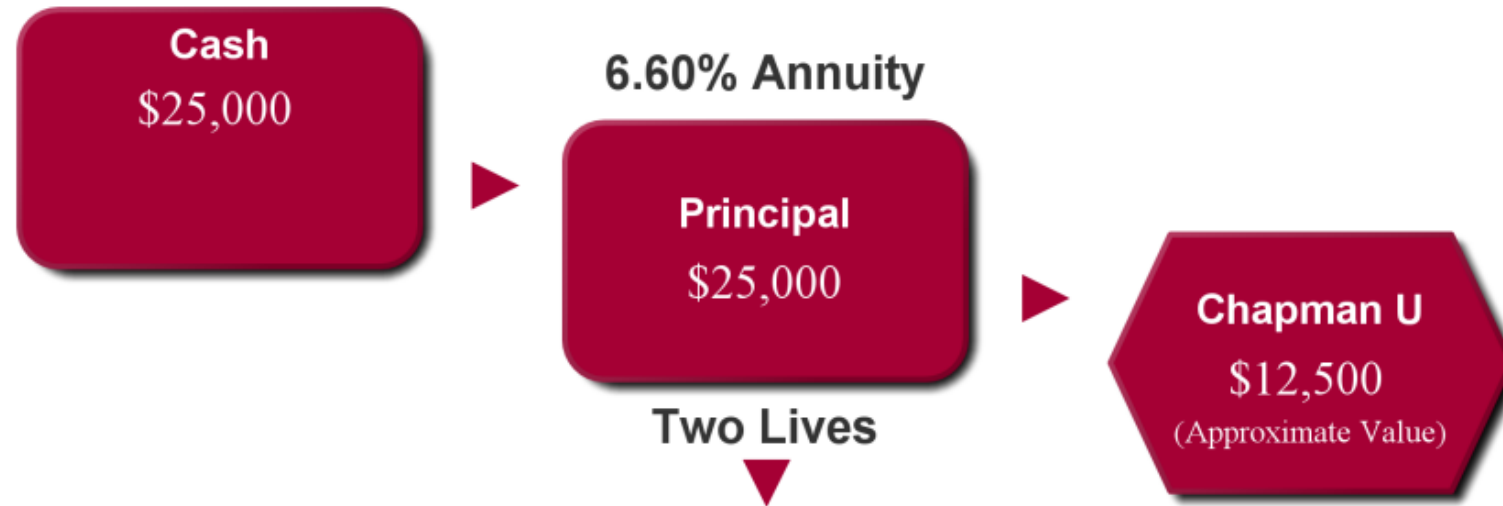 Cash
$25,000
6.60% Annuity
Principal
$25,000
Two Lives
Chapman U
$12,500
(Approximate Value)